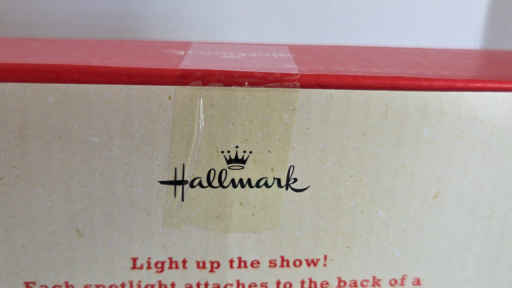 Hallmark
Light up the show!
Each spotlight attaches to the back of a